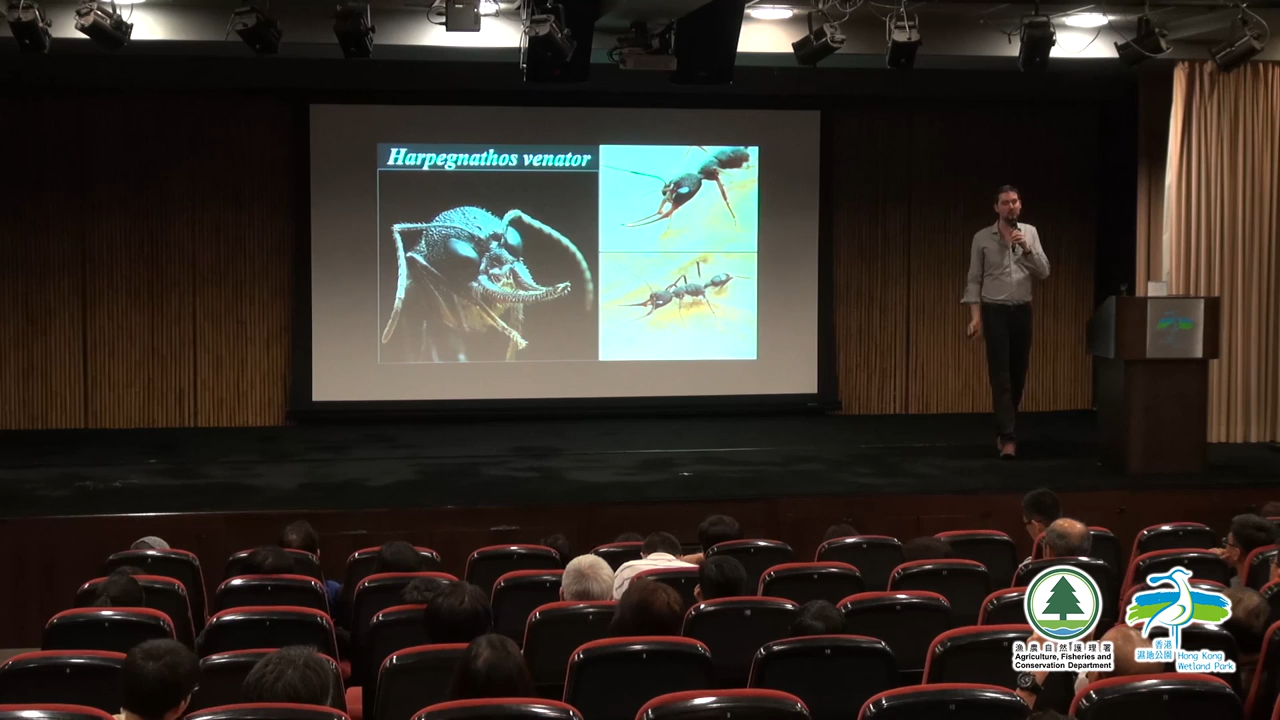 Harpegnathos venator
漁農自然護理署
Agriculture, Fisheries and
Conservation Department
香港
濕地公園
Hong Kong
Wetland Park